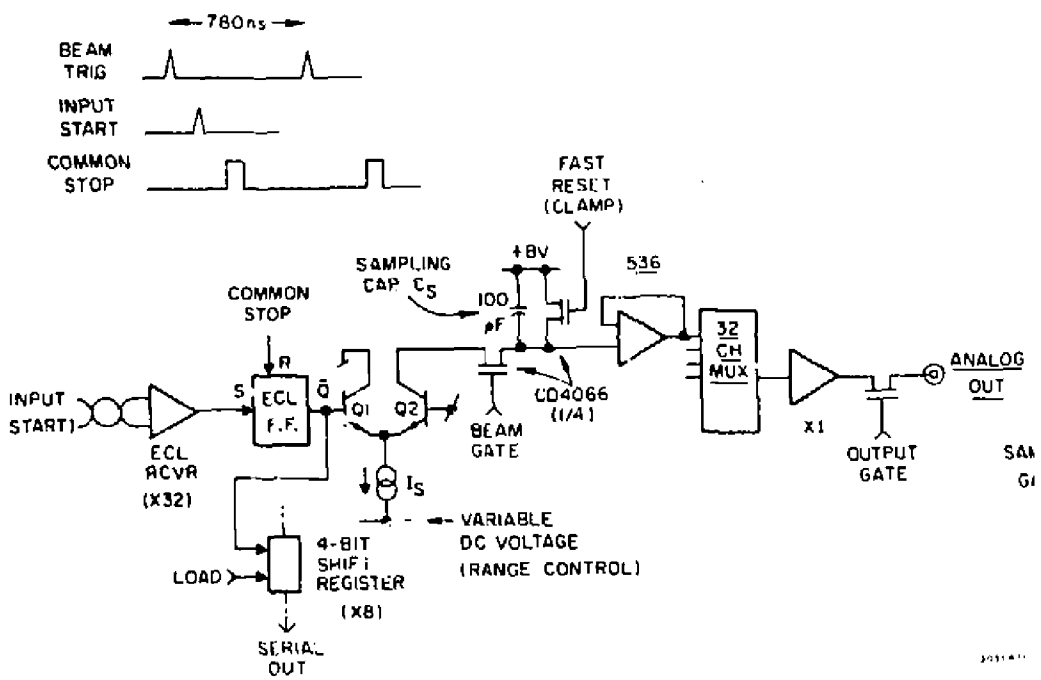 780ns
BEAM
TRIG
INPUT
START
COMMON
STOP
FAST
RESET
(CLAMP)
+8V
SAMPLING
CAP. CS
100
pF
536
COMMON
STOP
R
INPUT
START
S
ECL
F.F.
Q̄
Q1
Q2
CD4066
(1/4)
32
CH
MUX
ANALOG
OUT
X1
ECL
RCVR
(X32)
BEAM
GATE
OUTPUT
GATE
IS
VARIABLE
DC VOLTAGE
(RANGE CONTROL)
4-BIT
SHIFT
REGISTER
(X8)
LOAD
SERIAL
OUT